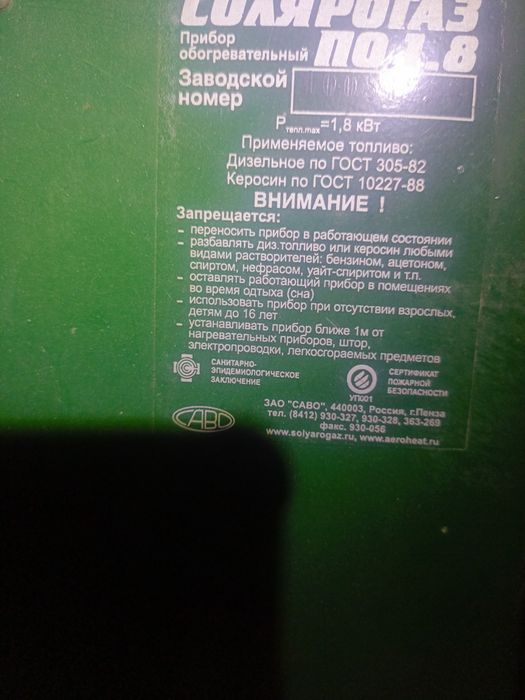 СОЛЯРОГАЗ
Прибор
обогревательный
ПО 1.8
Заводской
номер
Pтепл.max=1,8 кВт
Применяемое топливо:
Дизельное по ГОСТ 305-82
Керосин по ГОСТ 10227-88
ВНИМАНИЕ !
Запрещается:
- переносить прибор в работающем состоянии
- разбавлять диз.топливо или керосин любыми
видами растворителей: бензином, ацетоном,
спиртом, нефрасом, уайт-спиритом и т.п.
- оставлять работающий прибор в помещениях
во время одтыха (сна)
- использовать прибор при отсутствии взрослых,
детям до 16 лет
- устанавливать прибор ближе 1м от
нагревательных приборов, штор,
электропроводки, легкосгораемых предметов
САНИТАРНО-
ЭПИДЕМИОЛОГИЧЕСКОЕ
ЗАКЛЮЧЕНИЕ
УП001
СЕРТИФИКАТ
ПОЖАРНОЙ
БЕЗОПАСНОСТИ
САВО
ЗАО "САВО", 440003, Россия, г.Пенза
тел. (8412) 930-327, 930-328, 363-269
факс. 930-056
www.solyarogaz.ru, www.aeroheat.ru